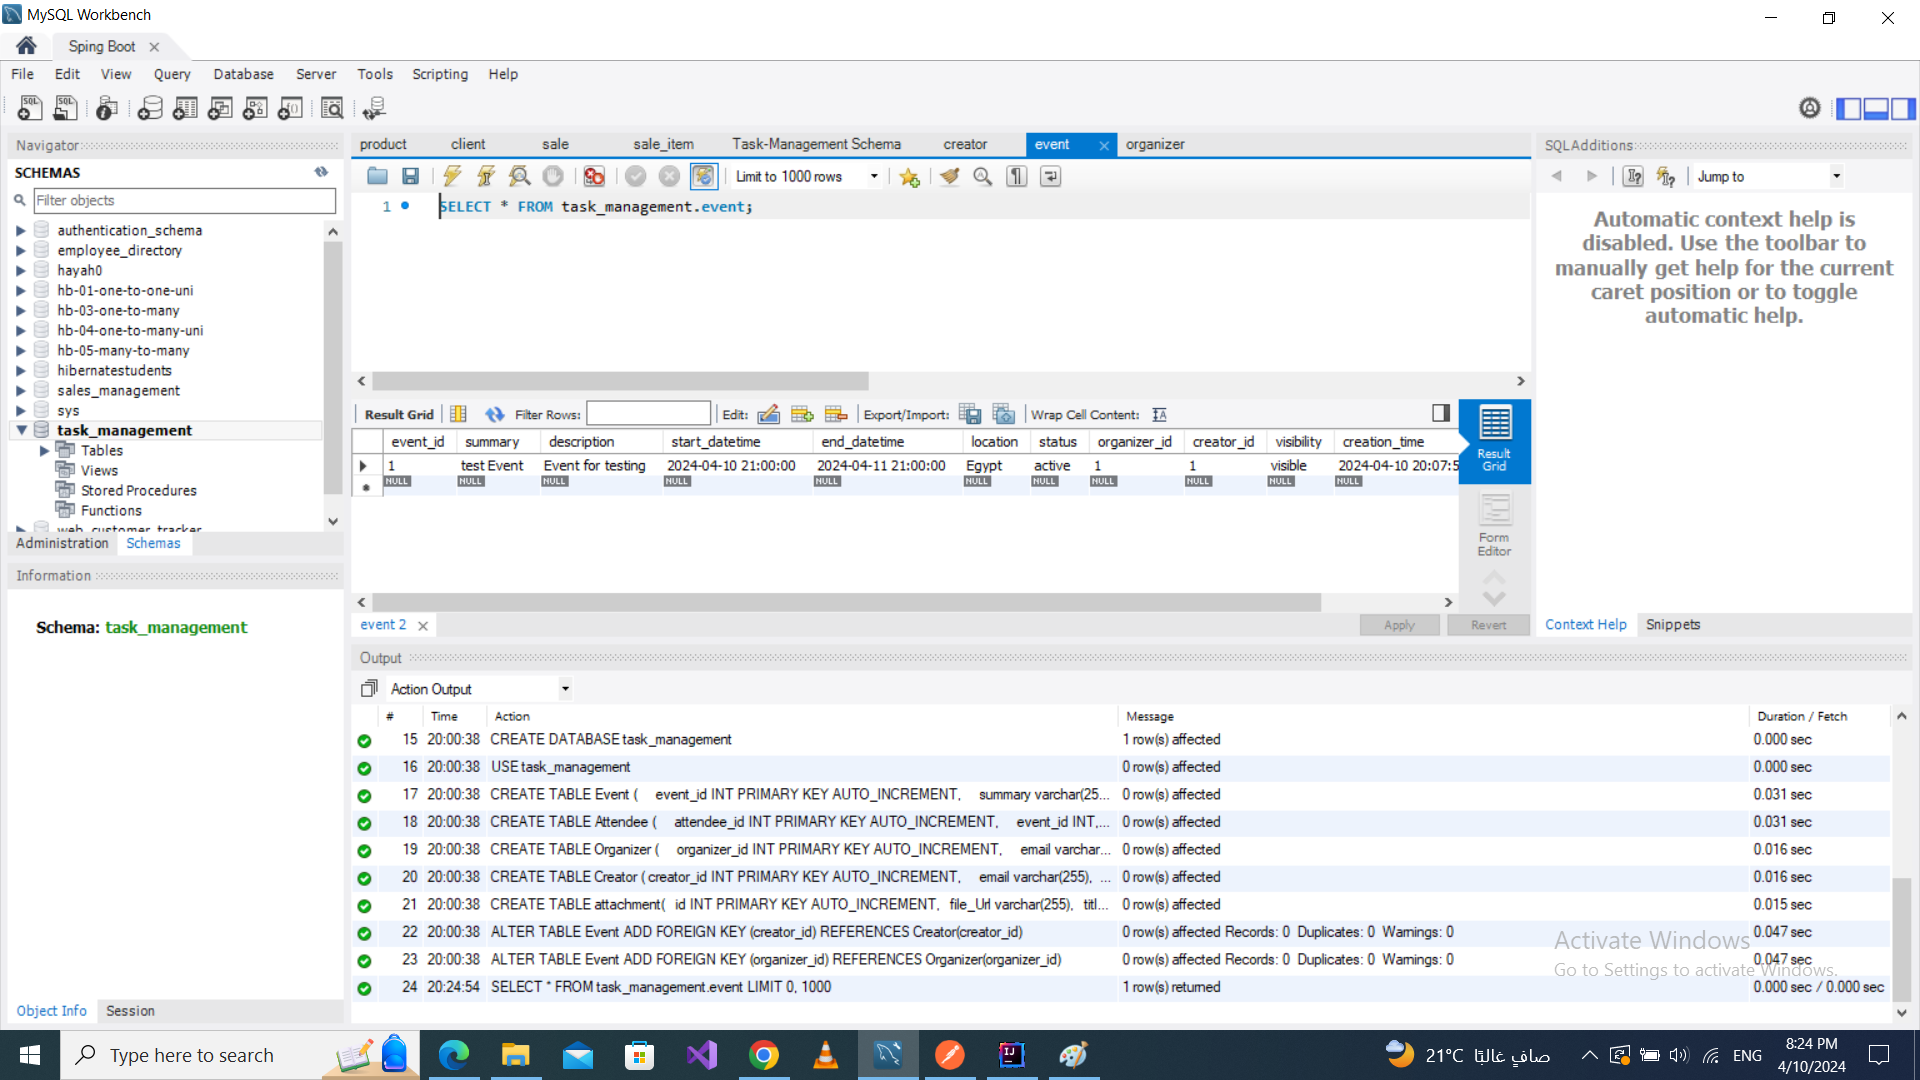 MySQL Workbench
Sping Boot
File Edit View Query Database Server Tools Scripting Help
Navigator
SCHEMAS
Filter objects
authentication_schema
employee_directory
hayah0
hb-01-one-to-one-uni
hb-03-one-to-many
hb-04-one-to-many-uni
hb-05-many-to-many
hibernatestudents
sales_management
sys
task_management
Tables
Views
Stored Procedures
Functions
web_customer_tracker
Administration Schemas
Information
Schema: task_management
Object Info Session
product client sale sale_item Task-Management Schema creator event organizer
Limit to 1000 rows
1 SELECT * FROM task_management.event;
Result Grid Filter Rows: Edit: Export/Import: Wrap Cell Content:
event_id summary description start_datetime end_datetime location status organizer_id creator_id visibility creation_time
1 test Event Event for testing 2024-04-10 21:00:00 2024-04-11 21:00:00 Egypt active 1 1 visible 2024-04-10 20:07:5
NULL NULL NULL NULL NULL NULL NULL NULL NULL NULL NULL
Result Grid
Form Editor
event 2 Apply Revert
SQLAdditions
Jump to
Automatic context help is
disabled. Use the toolbar to
manually get help for the current
caret position or to toggle
automatic help.
Context Help Snippets
Output
Action Output
# Time Action Message Duration / Fetch
15 20:00:38 CREATE DATABASE task_management 1 row(s) affected 0.000 sec
16 20:00:38 USE task_management 0 row(s) affected 0.000 sec
17 20:00:38 CREATE TABLE Event ( event_id INT PRIMARY KEY AUTO_INCREMENT, summary varchar(25... 0 row(s) affected 0.031 sec
18 20:00:38 CREATE TABLE Attendee ( attendee_id INT PRIMARY KEY AUTO_INCREMENT, event_id INT,... 0 row(s) affected 0.031 sec
19 20:00:38 CREATE TABLE Organizer ( organizer_id INT PRIMARY KEY AUTO_INCREMENT, email varchar... 0 row(s) affected 0.016 sec
20 20:00:38 CREATE TABLE Creator ( creator_id INT PRIMARY KEY AUTO_INCREMENT, email varchar(255), ... 0 row(s) affected 0.016 sec
21 20:00:38 CREATE TABLE attachment( id INT PRIMARY KEY AUTO_INCREMENT, file_Url varchar(255), titl... 0 row(s) affected 0.015 sec
22 20:00:38 ALTER TABLE Event ADD FOREIGN KEY (creator_id) REFERENCES Creator(creator_id) 0 row(s) affected Records: 0 Duplicates: 0 Warnings: 0 0.047 sec
23 20:00:38 ALTER TABLE Event ADD FOREIGN KEY (organizer_id) REFERENCES Organizer(organizer_id) 0 row(s) affected Records: 0 Duplicates: 0 Warnings: 0 0.047 sec
24 20:24:54 SELECT * FROM task_management.event LIMIT 0, 1000 1 row(s) returned 0.000 sec / 0.000 sec
Activate Windows
Go to Settings to activate Windows.
Type here to search
21°C صافٍ غالبًا
ENG
8:24 PM
4/10/2024